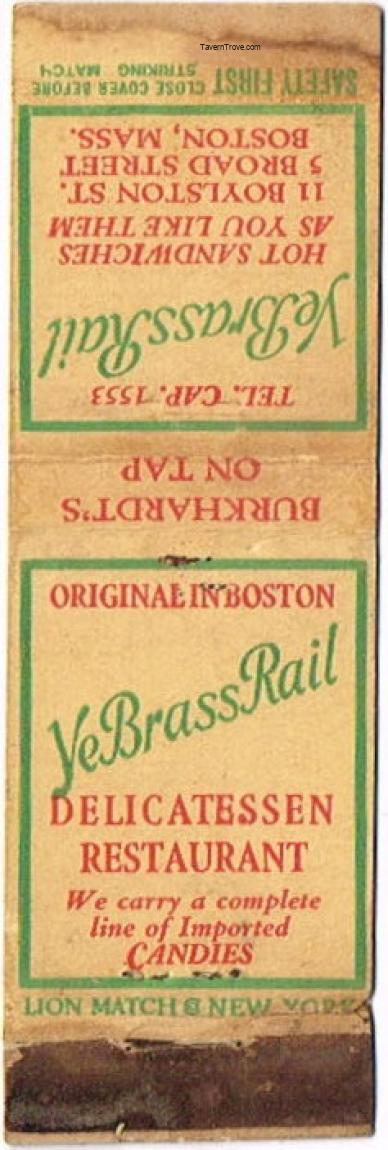 TavernTrove.com
SAFETY FIRST CLOSE COVER BEFORE
STRIKING MATCH
TEL. CAP. 1553
YeBrassRail
HOT SANDWICHES
AS YOU LIKE THEM
11 BOYLSTON ST.
5 BROAD STREET
BOSTON, MASS.
BURKHARDT'S
ON TAP
ORIGINAL IN BOSTON
YeBrassRail
DELICATESSEN
RESTAURANT
We carry a complete
line of Imported
CANDIES
LION MATCH © NEW YORK